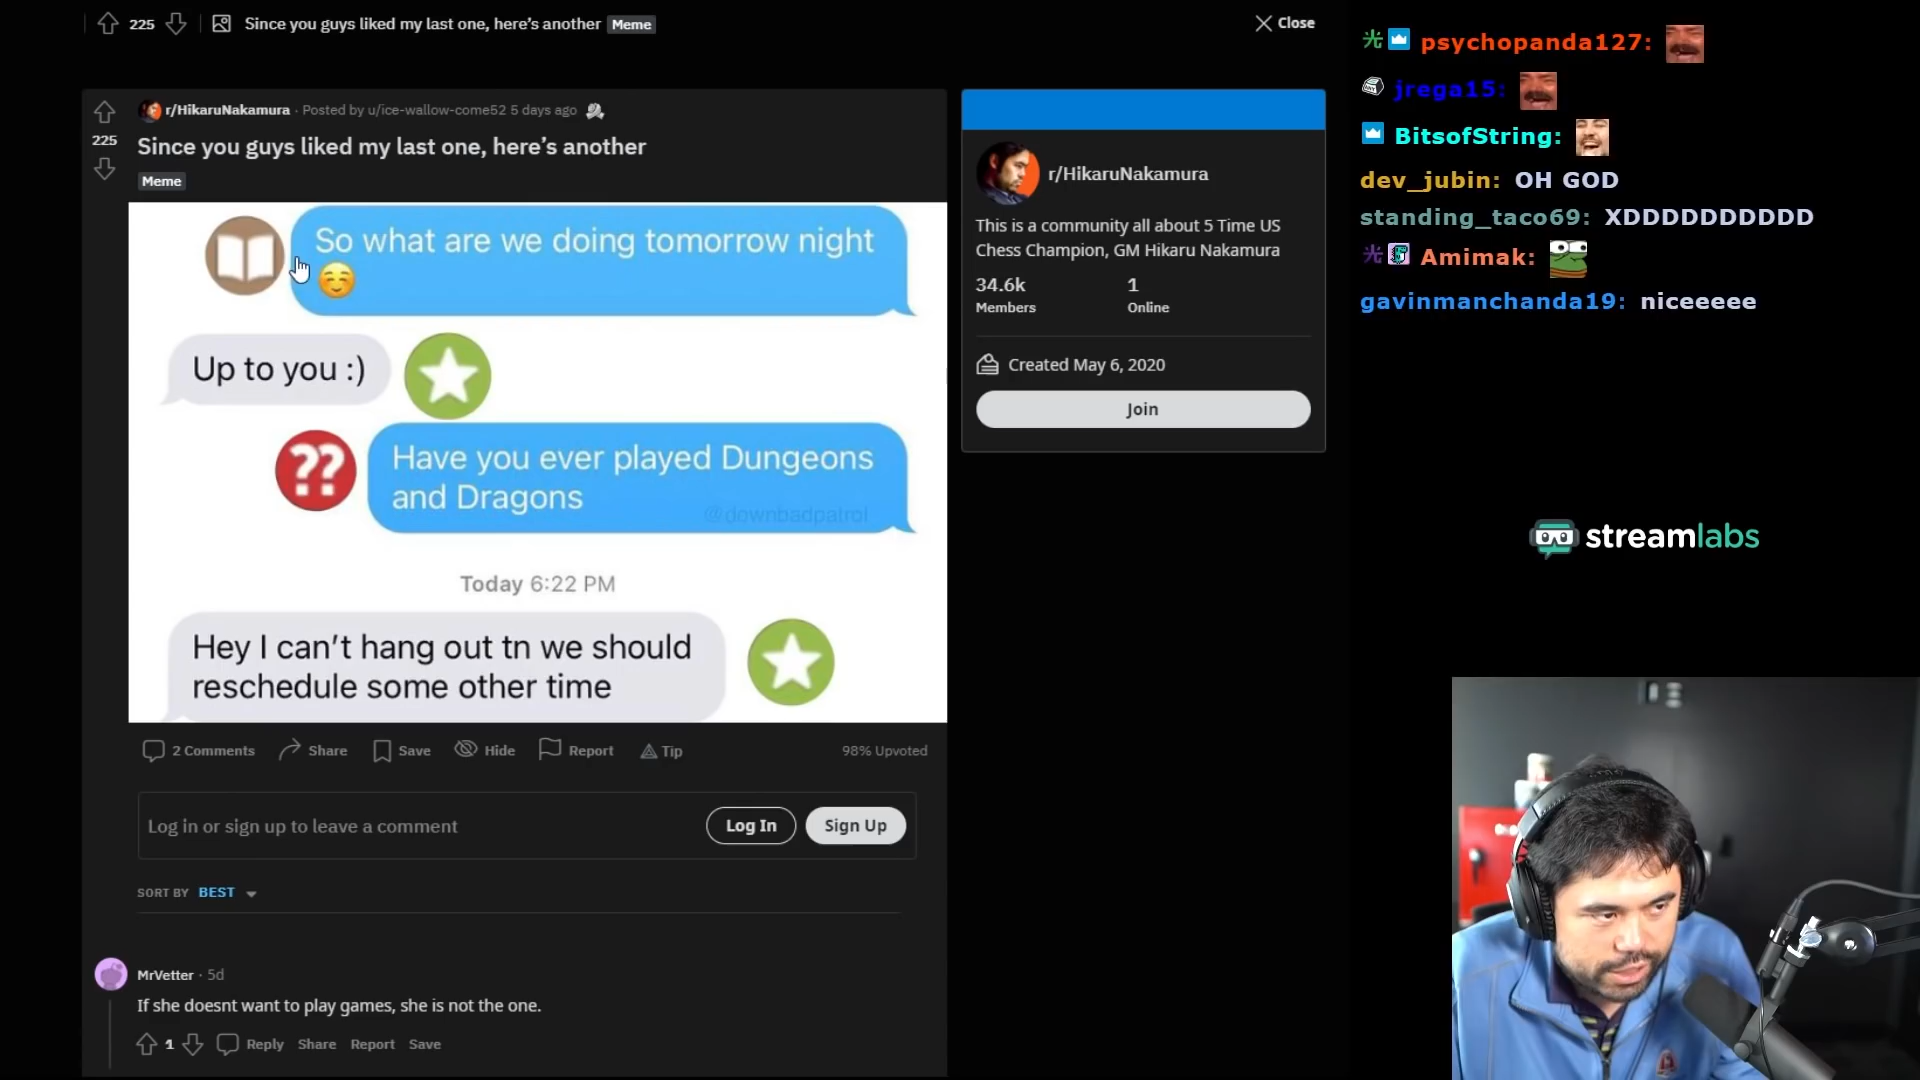 225
Since you guys liked my last one, here's another
Meme
Close
r/HikaruNakamura · Posted by u/ice-wallow-come52 5 days ago
225
Since you guys liked my last one, here's another
Meme
So what are we doing tomorrow night
Up to you :)
??
Have you ever played Dungeons
and Dragons
@downbadpatrol
Today 6:22 PM
Hey I can't hang out tn we should
reschedule some other time
2 Comments
Share
Save
Hide
Report
Tip
98% Upvoted
Log in or sign up to leave a comment
Log In
Sign Up
SORT BY BEST
MrVetter · 5d
If she doesnt want to play games, she is not the one.
1
Reply
Share
Report
Save
r/HikaruNakamura
This is a community all about 5 Time US
Chess Champion, GM Hikaru Nakamura
34.6k
1
Members
Online
Created May 6, 2020
Join
光 psychopanda127:
jrega15:
BitsofString:
dev_jubin: OH GOD
standing_taco69: XDDDDDDDDDD
光 Amimak:
gavinmanchanda19: niceeeee
streamlabs